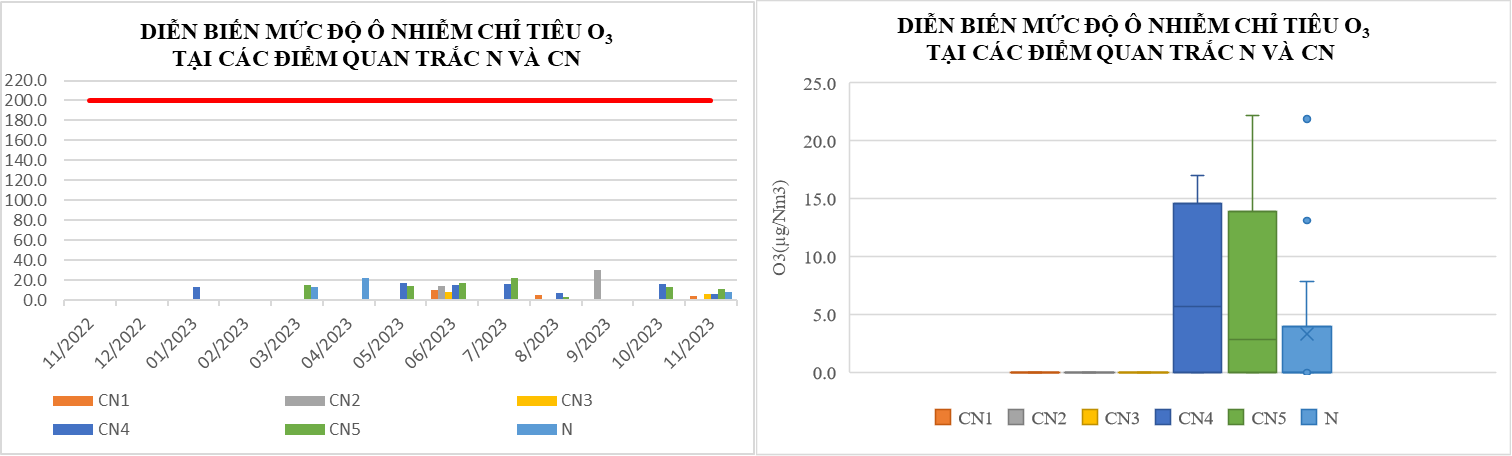 DIỄN BIẾN MỨC ĐỘ Ô NHIỄM CHỈ TIÊU O₃
TẠI CÁC ĐIỂM QUAN TRẮC N VÀ CN
220.0
200.0
180.0
160.0
140.0
120.0
100.0
80.0
60.0
40.0
20.0
0.0
11/2022 12/2022 01/2023 02/2023 03/2023 04/2023 05/2023 06/2023 7/2023 8/2023 9/2023 10/2023 11/2023
CN1 CN2 CN3
CN4 CN5 N
DIỄN BIẾN MỨC ĐỘ Ô NHIỄM CHỈ TIÊU O₃
TẠI CÁC ĐIỂM QUAN TRẮC N VÀ CN
O3(µg/Nm3)
25.0
20.0
15.0
10.0
5.0
0.0
CN1 CN2 CN3 CN4 CN5 N